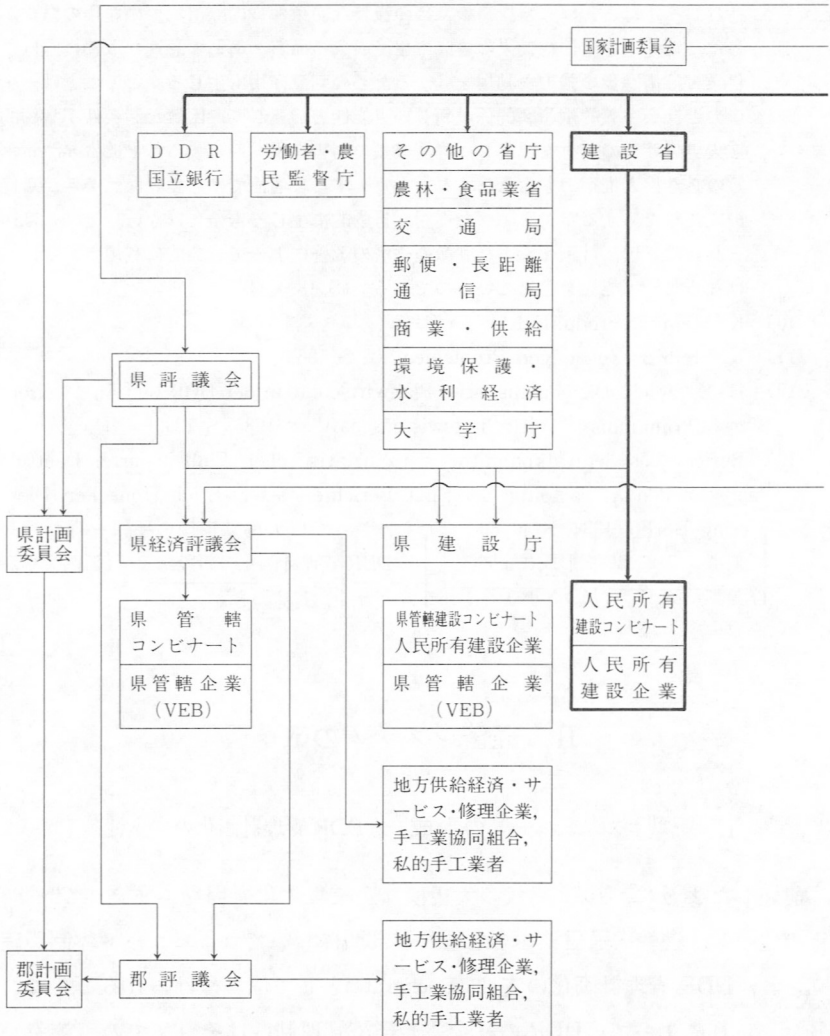 国家計画委員会
DDR
国立銀行
労働者・農
民監督庁
その他の省庁
農林・食品業省
交通局
郵便・長距離
通信局
商業・供給
環境保護・
水利経済
大学庁
建設省
県評議会
県計画
委員会
県経済評議会
県建設庁
県管轄
コンビナート
県管轄企業
(VEB)
県管轄建設コンビナート
人民所有建設企業
県管轄企業
(VEB)
人民所有
建設コンビナート
人民所有
建設企業
地方供給経済・サ
ービス・修理企業,
手工業協同組合,
私的手工業者
郡計画
委員会
郡評議会
地方供給経済・サ
ービス・修理企業,
手工業協同組合,
私的手工業者